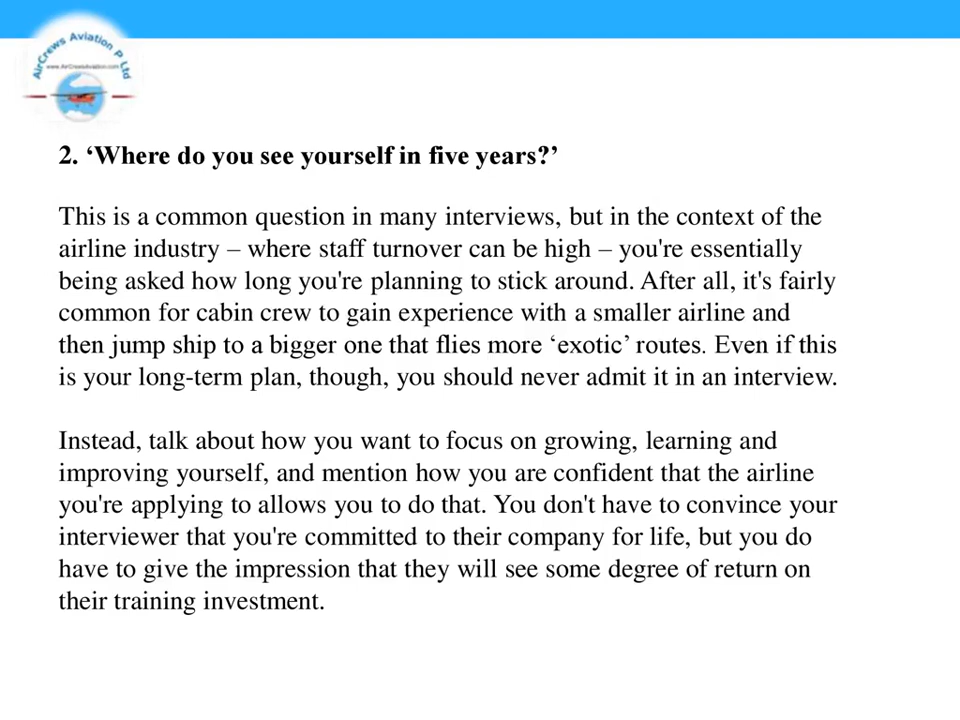 AirCrews Aviation P Ltd
www.AirCrewsAviation.com
2. ‘Where do you see yourself in five years?’
This is a common question in many interviews, but in the context of the
airline industry – where staff turnover can be high – you're essentially
being asked how long you're planning to stick around. After all, it's fairly
common for cabin crew to gain experience with a smaller airline and
then jump ship to a bigger one that flies more ‘exotic’ routes. Even if this
is your long-term plan, though, you should never admit it in an interview.
Instead, talk about how you want to focus on growing, learning and
improving yourself, and mention how you are confident that the airline
you're applying to allows you to do that. You don't have to convince your
interviewer that you're committed to their company for life, but you do
have to give the impression that they will see some degree of return on
their training investment.